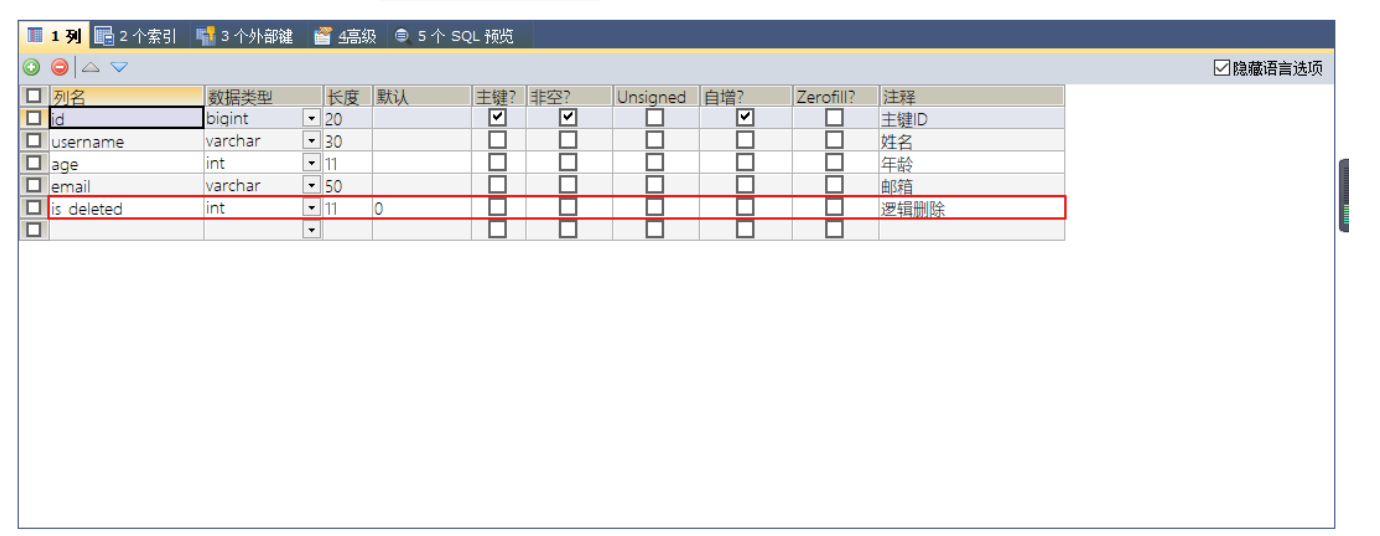 1 列 2 个索引 3 个外部键 4高级 5 个 SQL 预览
隐藏语言选项
列名 数据类型 长度 默认 主键? 非空? Unsigned 自增? Zerofill? 注释
id bigint 20 主键ID
username varchar 30 姓名
age int 11 年龄
email varchar 50 邮箱
is_deleted int 11 0 逻辑删除